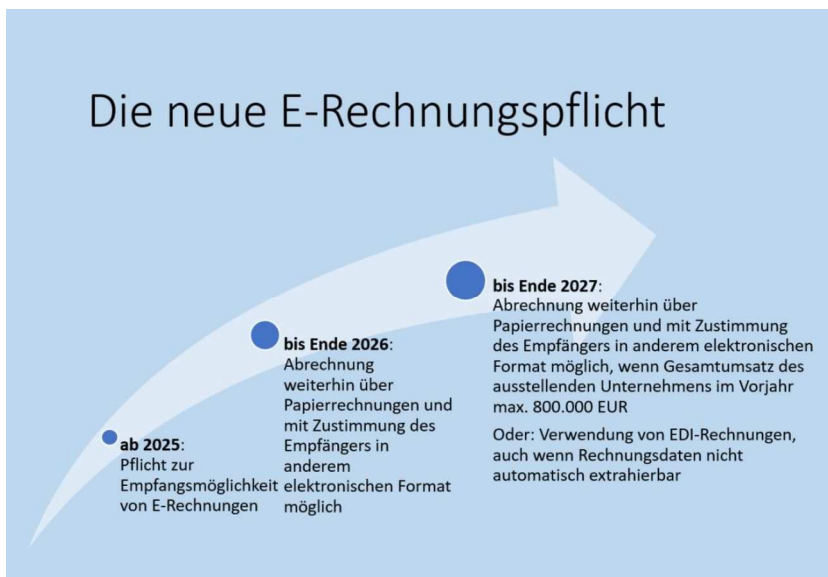 Die neue E-Rechnungspflicht
ab 2025:
Pflicht zur
Empfangsmöglichkeit
von E-Rechnungen
bis Ende 2026:
Abrechnung
weiterhin über
Papierrechnungen und
mit Zustimmung des
Empfängers in
anderem
elektronischen Format
möglich
bis Ende 2027:
Abrechnung weiterhin über
Papierrechnungen und mit Zustimmung
des Empfängers in anderem elektronischen
Format möglich, wenn Gesamtumsatz des
ausstellenden Unternehmens im Vorjahr
max. 800.000 EUR
Oder: Verwendung von EDI-Rechnungen,
auch wenn Rechnungsdaten nicht
automatisch extrahierbar